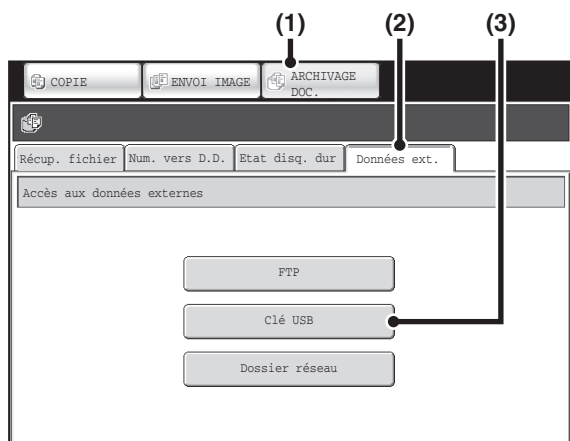 (1) (2) (3)
COPIE ENVOI IMAGE ARCHIVAGE
DOC.
Récup. fichier Num. vers D.D. Etat disq. dur Données ext.
Accès aux données externes
FTP
Clé USB
Dossier réseau